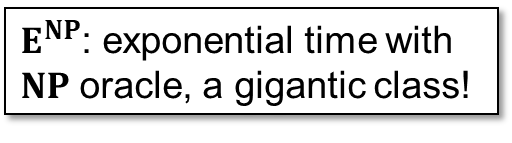 E^NP: exponential time with
NP oracle, a gigantic class!